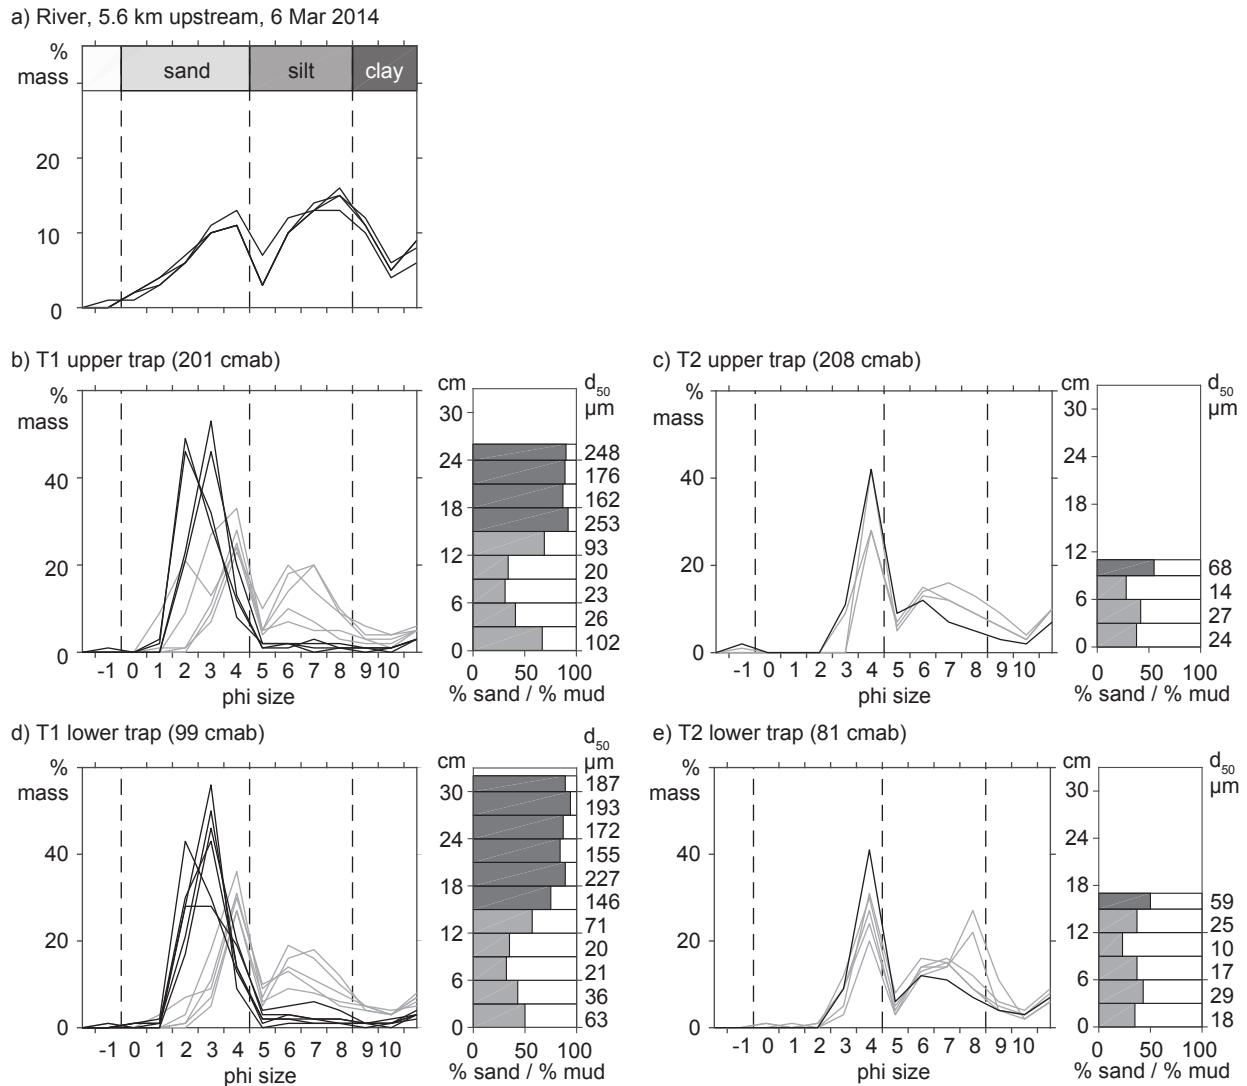 a) River, 5.6 km upstream, 6 Mar 2014
%
mass
sand
silt
clay
20
10
0
b) T1 upper trap (201 cmab)
%
mass
40
20
0
-1 0 1 2 3 4 5 6 7 8 9 10
phi size
cm
30
24
18
12
6
0
d50
µm
248
176
162
253
93
20
23
26
102
0 50 100
% sand / % mud
c) T2 upper trap (208 cmab)
%
mass
40
20
0
-1 0 1 2 3 4 5 6 7 8 9 10
phi size
cm
30
24
18
12
6
0
d50
µm
68
14
27
24
0 50 100
% sand / % mud
d) T1 lower trap (99 cmab)
%
mass
40
20
0
-1 0 1 2 3 4 5 6 7 8 9 10
phi size
cm
30
24
18
12
6
0
d50
µm
187
193
172
155
227
146
71
20
21
36
63
0 50 100
% sand / % mud
e) T2 lower trap (81 cmab)
%
mass
40
20
0
-1 0 1 2 3 4 5 6 7 8 9 10
phi size
cm
30
24
18
12
6
0
d50
µm
59
25
10
17
29
18
0 50 100
% sand / % mud